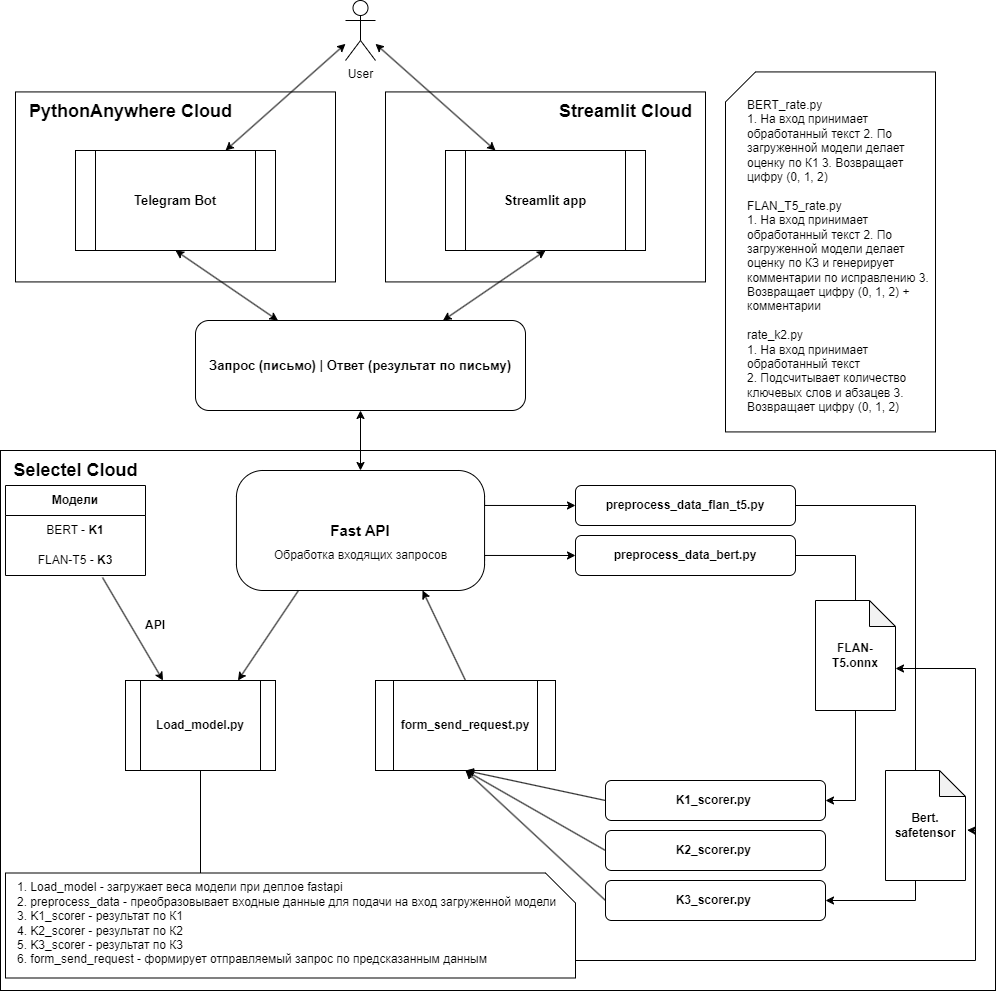 User
PythonAnywhere Cloud
Telegram Bot
Streamlit Cloud
Streamlit app
BERT_rate.py
1. На вход принимает
обработанный текст 2. По
загруженной модели делает
оценку по К1 3. Возвращает
цифру (0, 1, 2)
FLAN_T5_rate.py
1. На вход принимает
обработанный текст 2. По
загруженной модели делает
оценку по К3 и генерирует
комментарии по исправлению 3.
Возвращает цифру (0, 1, 2) +
комментарии
rate_k2.py
1. На вход принимает
обработанный текст
2. Подсчитывает количество
ключевых слов и абзацев 3.
Возвращает цифру (0, 1, 2)
Запрос (письмо) | Ответ (результат по письму)
Selectel Cloud
Модели
BERT - К1
FLAN-T5 - К3
API
Fast API
Обработка входящих запросов
preprocess_data_flan_t5.py
preprocess_data_bert.py
FLAN-
T5.onnx
Load_model.py
form_send_request.py
K1_scorer.py
K2_scorer.py
K3_scorer.py
Bert.
safetensor
1. Load_model - загружает веса модели при деплое fastapi
2. preprocess_data - преобразовывает входные данные для подачи на вход загруженной модели
3. K1_scorer - результат по К1
4. K2_scorer - результат по К2
5. K3_scorer - результат по К3
6. form_send_request - формирует отправляемый запрос по предсказанным данным